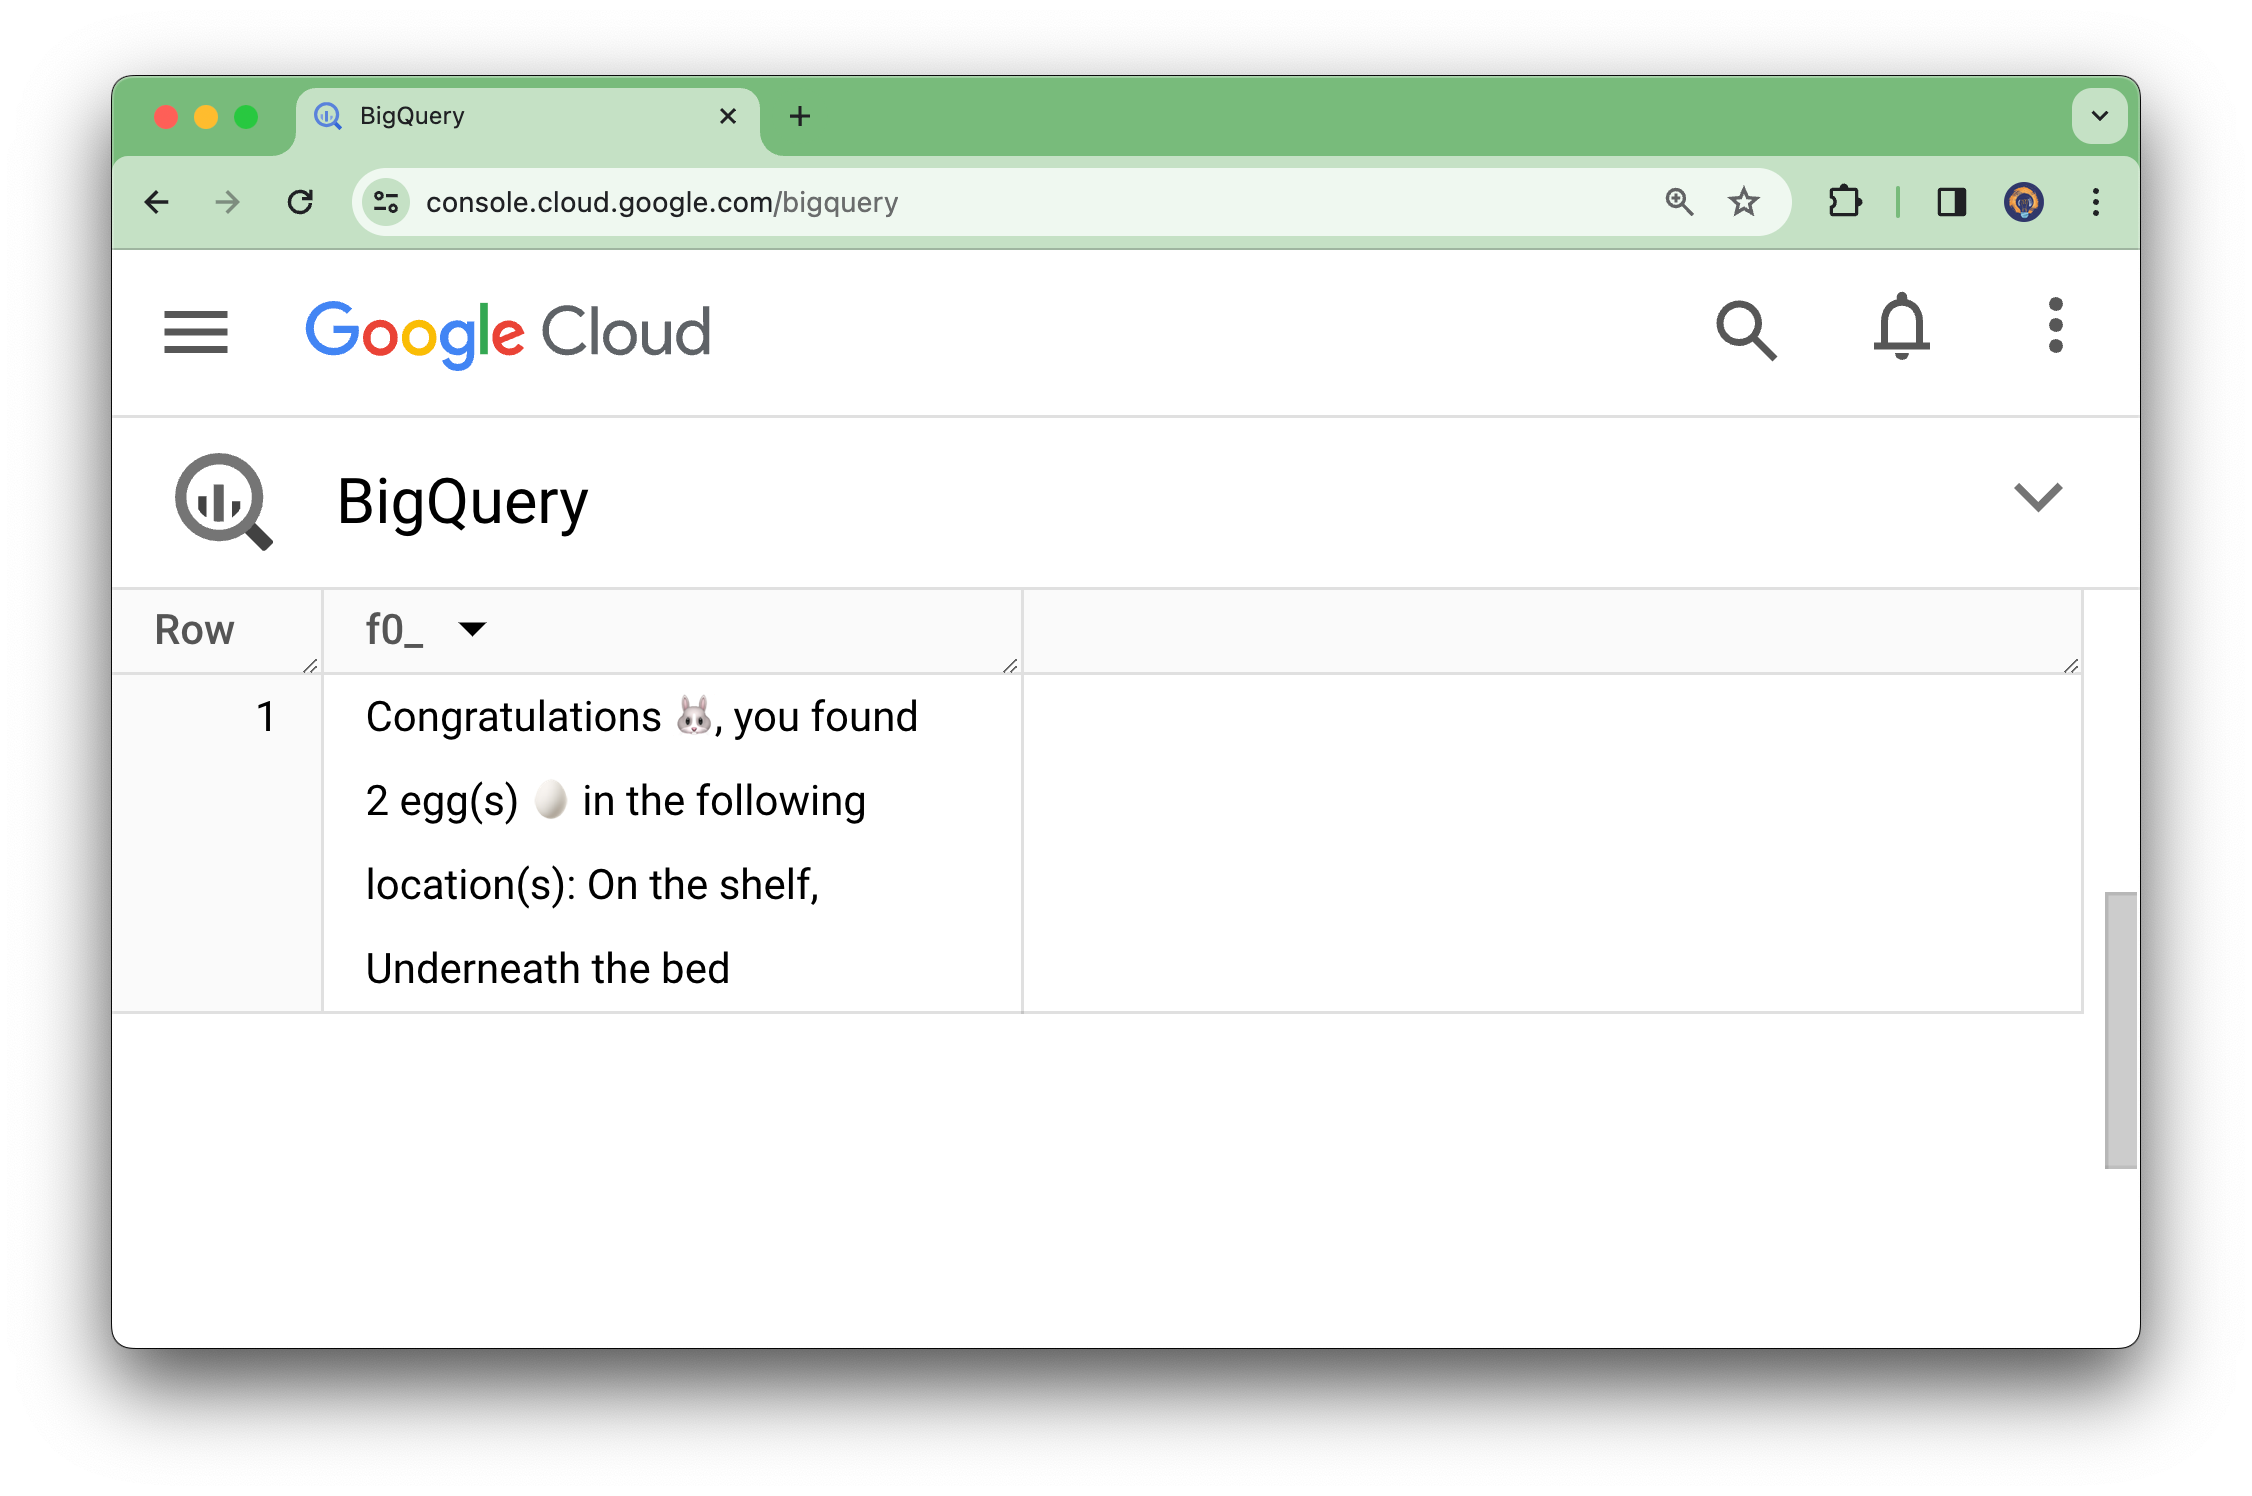 BigQuery
console.cloud.google.com/bigquery
Google Cloud
BigQuery
Row f0_
1 Congratulations 🐰, you found
2 egg(s) 🥚 in the following
location(s): On the shelf,
Underneath the bed